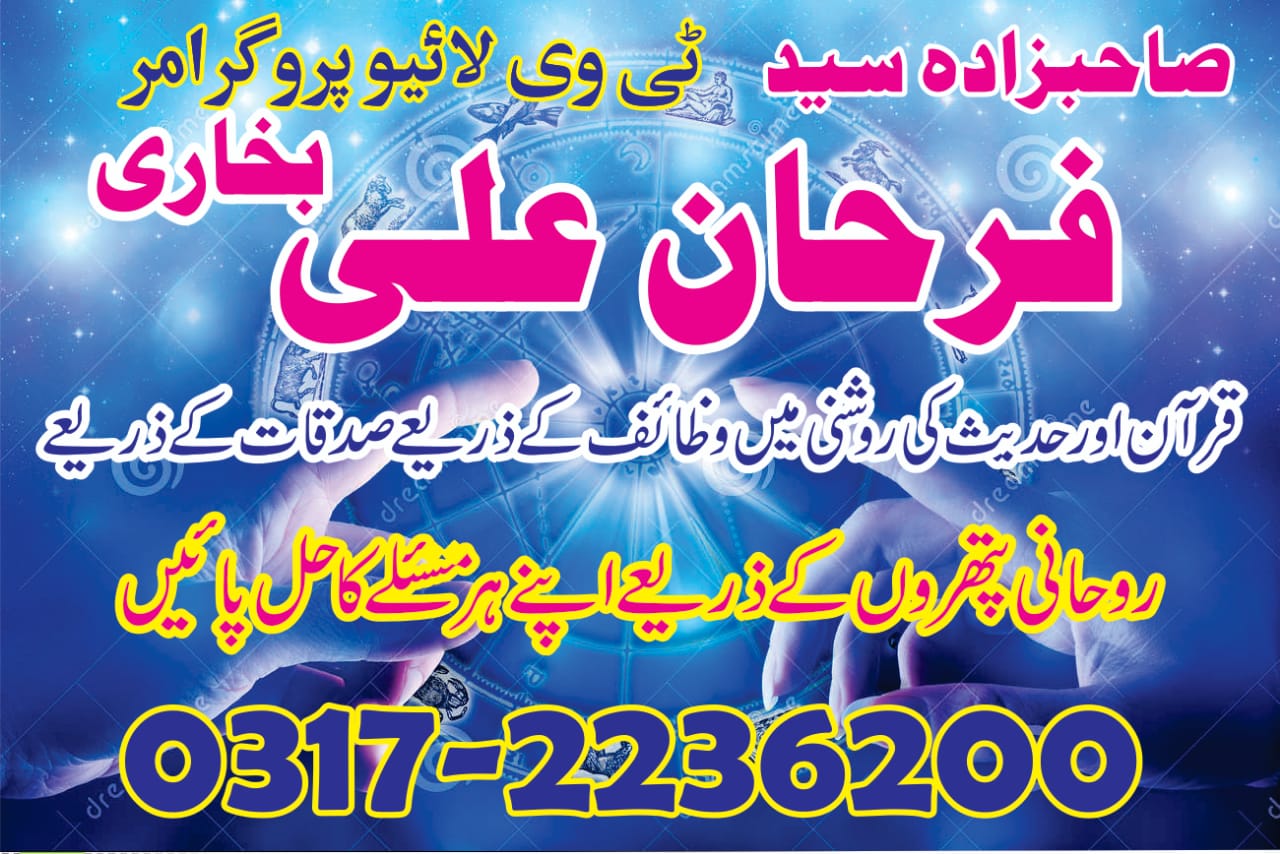 صاحبزادہ سید ٹی وی لائیو پروگرامر
فرحان علی بخاری
قرآن اور حدیث کی روشنی میں وظائف کے ذریعے صدقات کے ذریعے
روحانی پتھروں کے ذریعے اپنے ہر مسئلے کا حل پائیں
0317-2236200